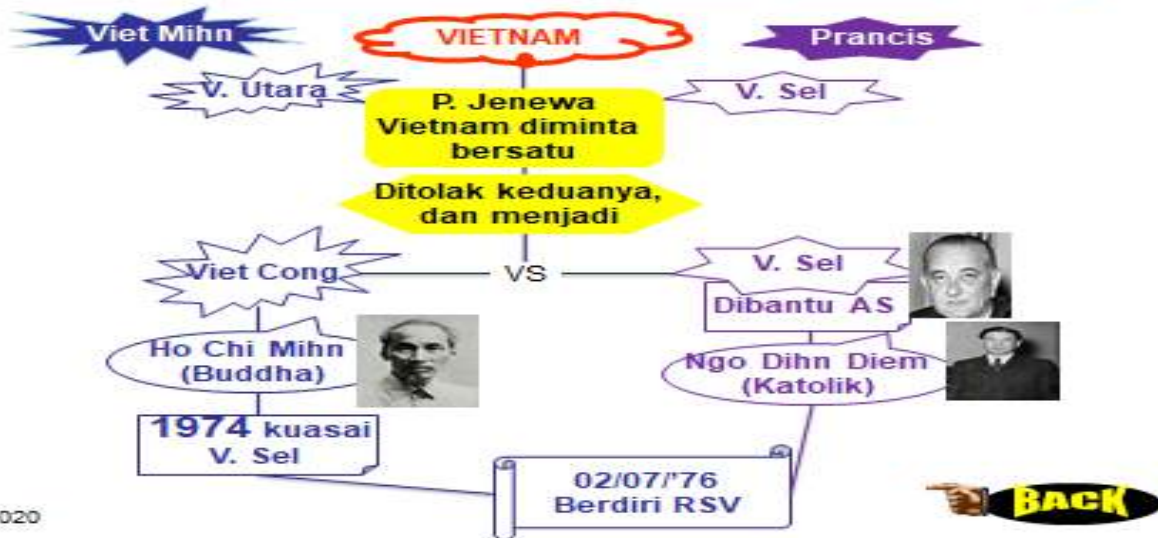 Viet Mihn
VIETNAM
Prancis
V. Utara
V. Sel
P. Jenewa
Vietnam diminta
bersatu
Ditolak keduanya,
dan menjadi
Viet Cong
VS
V. Sel
Dibantu AS
Ho Chi Mihn
(Buddha)
Ngo Dihn Diem
(Katolik)
1974 kuasai
V. Sel
02/07/'76
Berdiri RSV
BACK
020